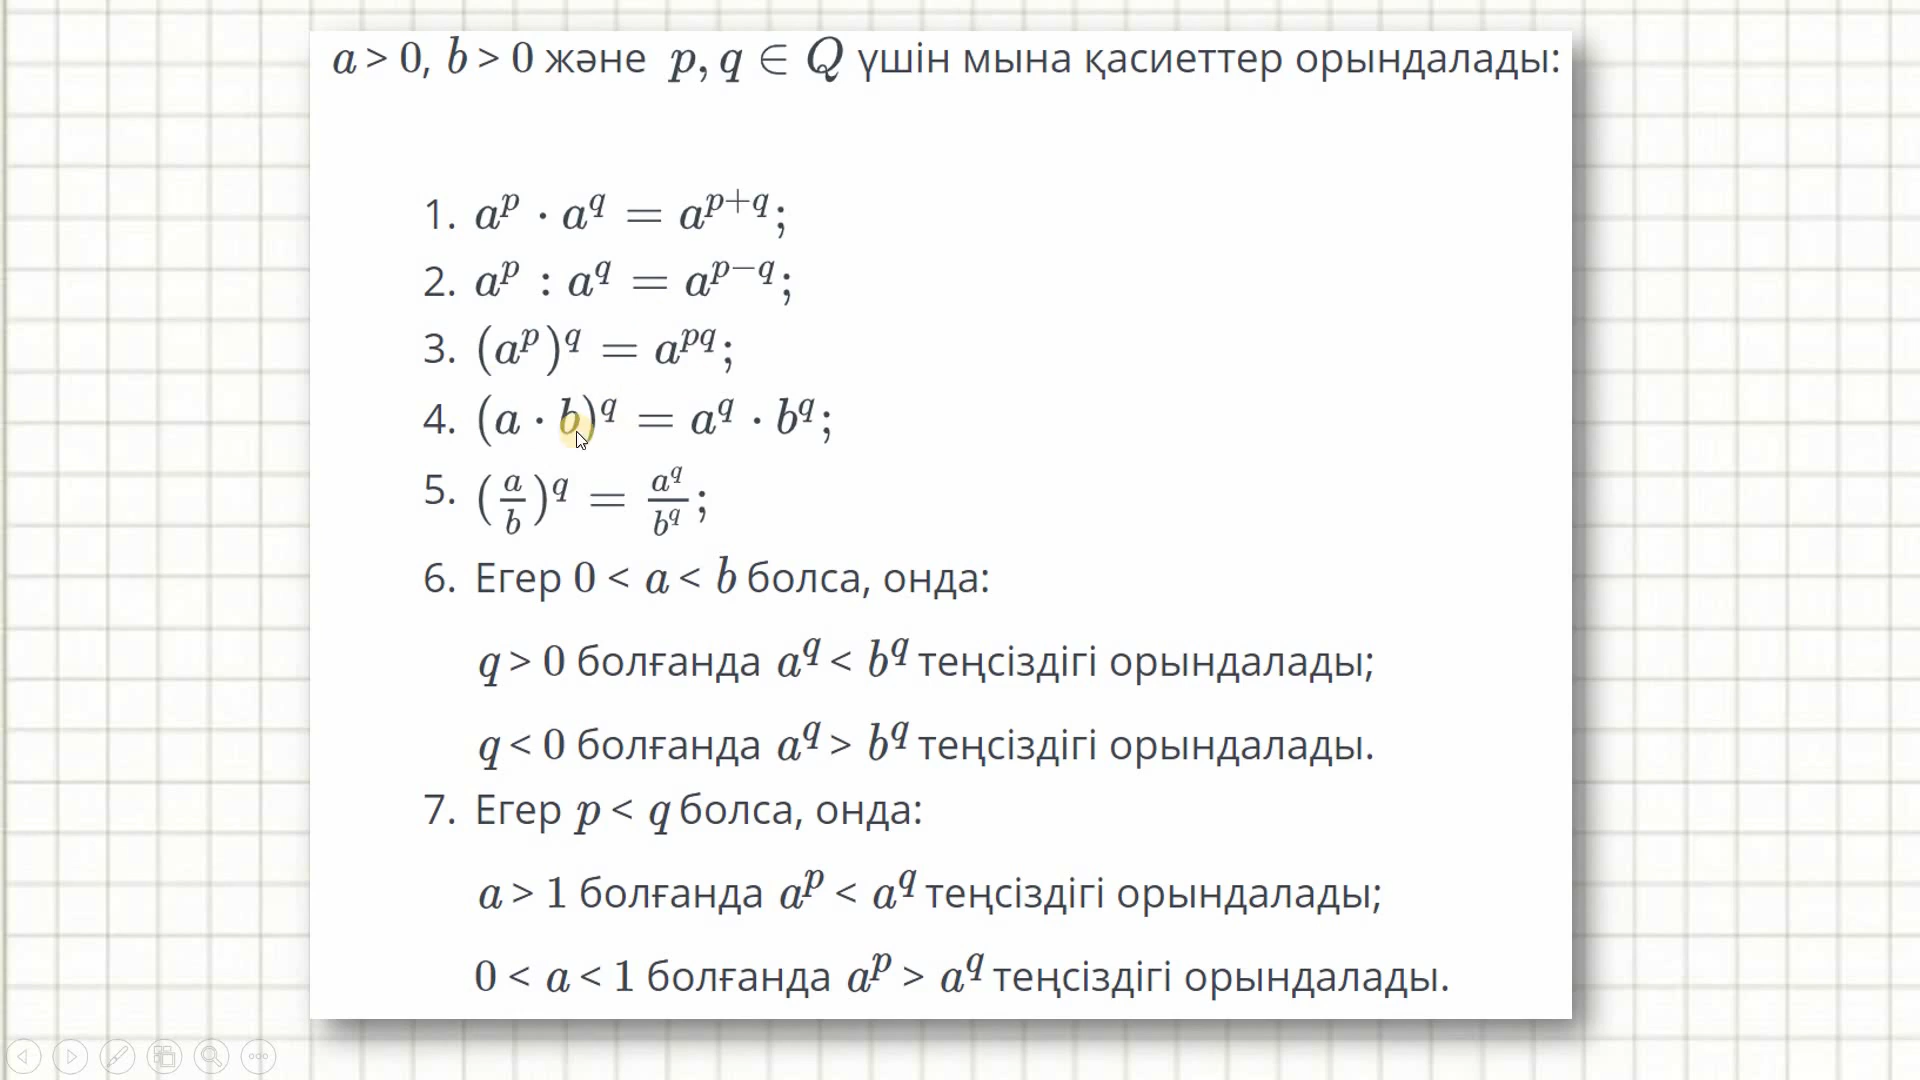 a > 0, b > 0 және p, q ∈ Q үшін мына қасиеттер орындалады:
1. a^p · a^q = a^{p+q};
2. a^p : a^q = a^{p−q};
3. (a^p)^q = a^{pq};
4. (a · b)^q = a^q · b^q;
5. (a/b)^q = a^q/b^q;
6. Егер 0 < a < b болса, онда:
q > 0 болғанда a^q < b^q теңсіздігі орындалады;
q < 0 болғанда a^q > b^q теңсіздігі орындалады.
7. Егер p < q болса, онда:
a > 1 болғанда a^p < a^q теңсіздігі орындалады;
0 < a < 1 болғанда a^p > a^q теңсіздігі орындалады.